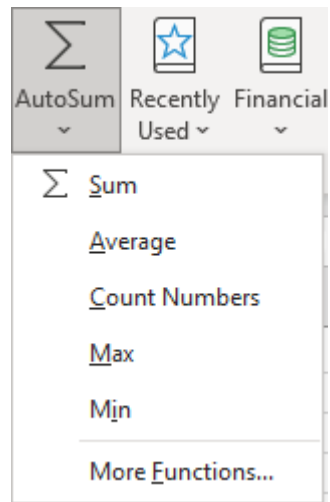 AutoSum Recently Financial
Used
Σ Sum
Average
Count Numbers
Max
Min
More Functions...